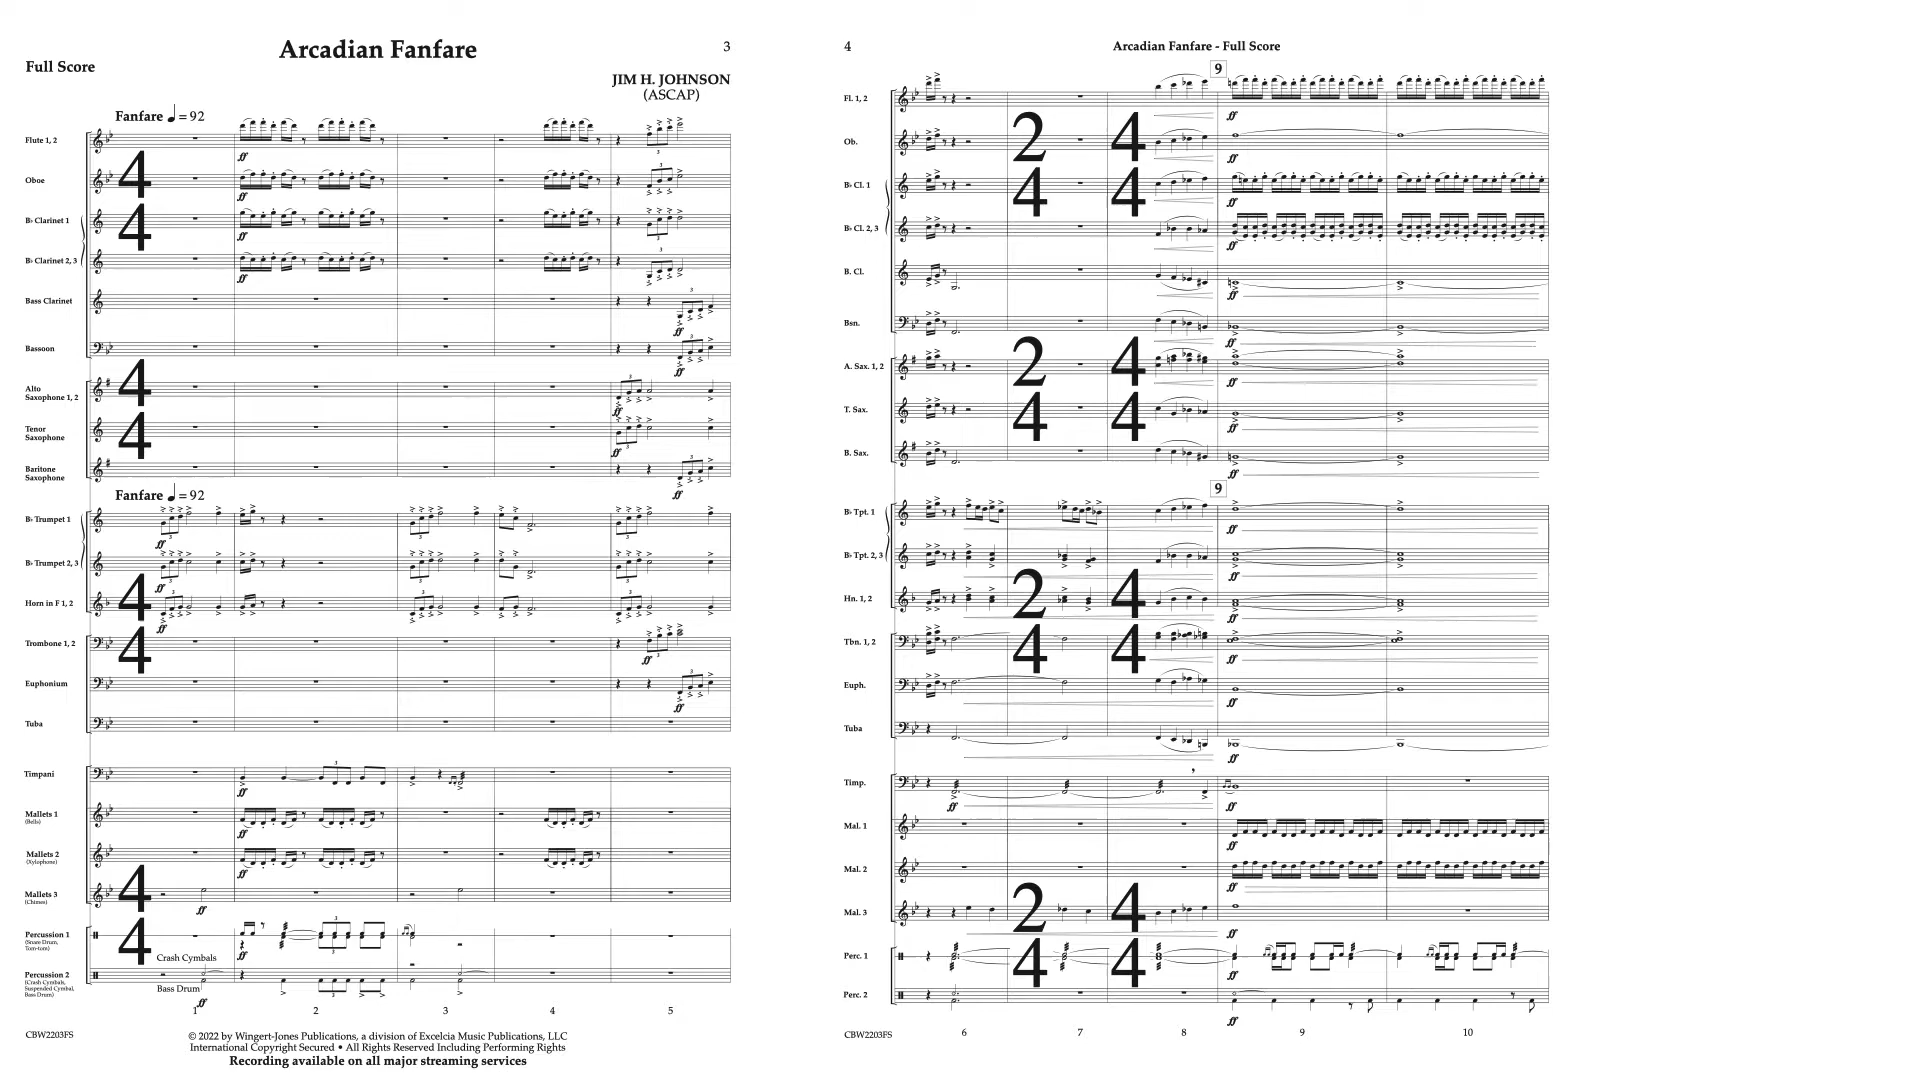 Arcadian Fanfare
3
Full Score
JIM H. JOHNSON
(ASCAP)
Fanfare ♩ = 92
Flute 1, 2
Oboe
B♭ Clarinet 1
B♭ Clarinet 2, 3
Bass Clarinet
Bassoon
Alto
Saxophone 1, 2
Tenor
Saxophone
Baritone
Saxophone
Fanfare ♩ = 92
B♭ Trumpet 1
B♭ Trumpet 2, 3
Horn in F 1, 2
Trombone 1, 2
Euphonium
Tuba
Timpani
Mallets 1
(Bells)
Mallets 2
(Xylophone)
Mallets 3
(Chimes)
Percussion 1
(Snare Drum,
Tom-tom)
Crash Cymbals
Percussion 2
(Crash Cymbals,
Suspended Cymbal,
Bass Drum)
Bass Drum
1 2 3 4 5
CBW2203FS
© 2022 by Wingert-Jones Publications, a division of Excelcia Music Publications, LLC
International Copyright Secured • All Rights Reserved Including Performing Rights
Recording available on all major streaming services
4
Arcadian Fanfare - Full Score
9
Fl. 1, 2
Ob.
B♭ Cl. 1
B♭ Cl. 2, 3
B. Cl.
Bsn.
A. Sax. 1, 2
T. Sax.
B. Sax.
9
B♭ Tpt. 1
B♭ Tpt. 2, 3
Hn. 1, 2
Tbn. 1, 2
Euph.
Tuba
Timp.
Mal. 1
Mal. 2
Mal. 3
Perc. 1
Perc. 2
6 7 8 9 10
CBW2203FS